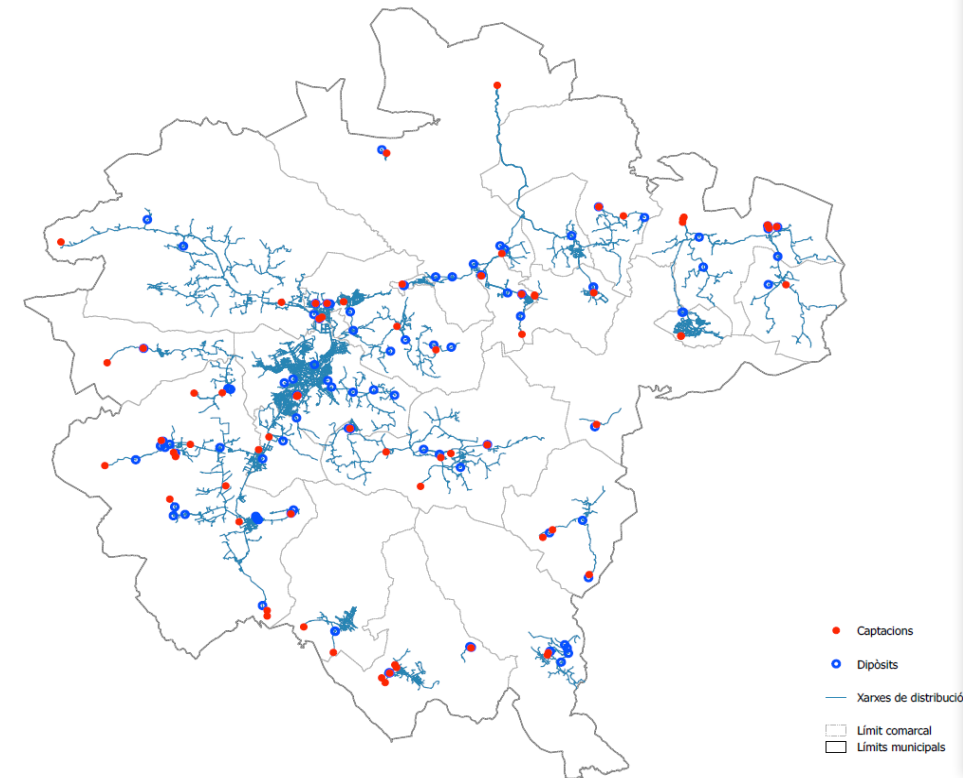 Captacions
Dipòsits
Xarxes de distribució
Límit comarcal
Límits municipals